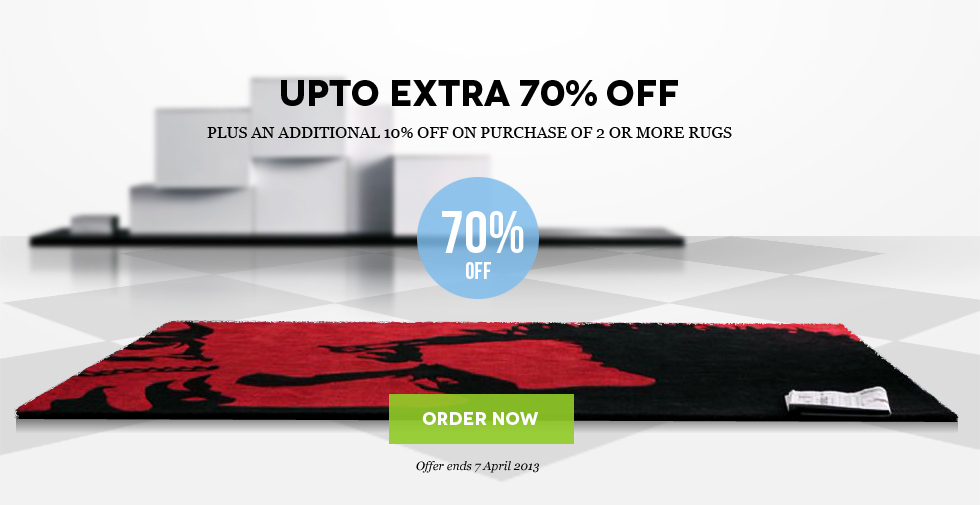 UPTO EXTRA 70% OFF
PLUS AN ADDITIONAL 10% OFF ON PURCHASE OF 2 OR MORE RUGS
70%
OFF
ORDER NOW
Offer ends 7 April 2013